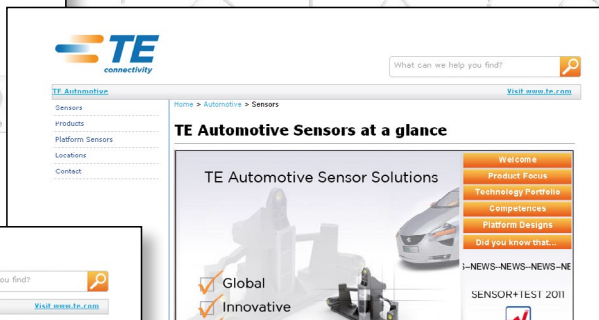 TE
connectivity
What can we help you find?
TE Automotive
Visit www.te.com
Sensors
Products
Platform Sensors
Locations
Contact
Home > Automotive > Sensors
TE Automotive Sensors at a glance
TE Automotive Sensor Solutions
Global
Innovative
Welcome
Product Focus
Technology Portfolio
Competences
Platform Designs
Did you know that...
-NEWS--NEWS--NEWS--NE
SENSOR+TEST 2011
ou find?
Visit www.te.com